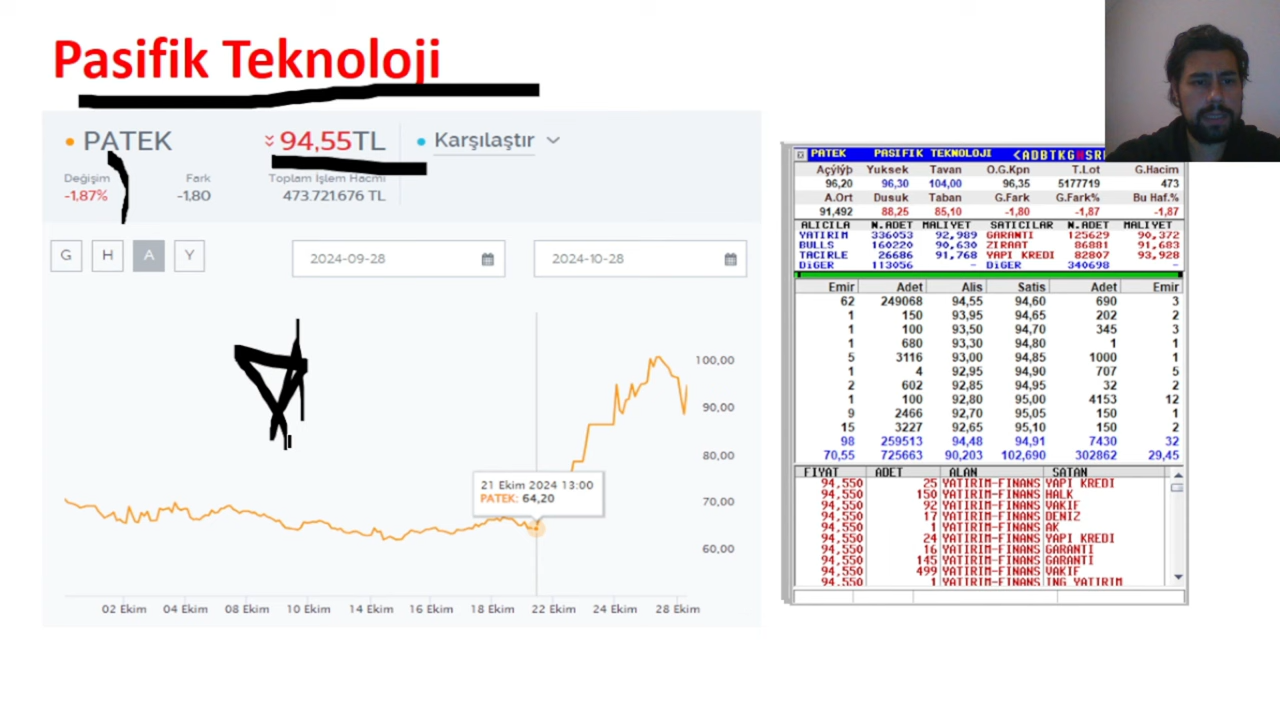 Pasifik Teknoloji
PATEK
94,55TL
Karşılaştır
Değişim
Fark
Toplam İşlem Hacmi
-1,87%
-1,80
473.721.676 TL
G H A Y
2024-09-28
2024-10-28
21 Ekim 2024 13:00
PATEK: 64,20
100,00
90,00
80,00
70,00
60,00
02 Ekim 04 Ekim 08 Ekim 10 Ekim 14 Ekim 16 Ekim 18 Ekim 22 Ekim 24 Ekim 28 Ekim
PATEK PASIFIK TEKNOLOJI
Açýlýþ Yuksek Tavan O.G.Kpn T.Lot G.Hacim
96,20 96,30 104,00 96,35 5177719 473
A.Ort Dusuk Taban G.Fark G.Fark% Bu Haf.%
91,492 88,25 85,10 -1,80 -1,87 -1,87
ALICILA N.ADET MALIYET SATICILAR N.ADET MALIYET
YATIRIM 336053 92,989 GARANTI 125629 90,372
BULLS 160220 90,630 ZIRAAT 86881 91,683
TACIRLE 26686 91,768 YAPI KREDI 82807 93,928
DiGER 113056 - DiGER 340698 -
Emir Adet Alis Satis Adet Emir
62 249068 94,55 94,60 690 3
1 150 93,95 94,65 202 2
1 100 93,50 94,70 345 3
1 680 93,30 94,80 1 1
5 3116 93,00 94,85 1000 1
1 4 92,95 94,90 707 5
2 602 92,85 94,95 32 2
1 100 92,80 95,00 4153 12
9 2466 92,70 95,05 150 1
15 3227 92,65 95,10 150 2
98 259513 94,48 94,91 7430 32
70,55 725663 90,203 102,690 302862 29,45
FIYAT ADET ALAN SATAN
94,550 25 YATIRIM-FINANS YAPI KREDI
94,550 150 YATIRIM-FINANS HALK
94,550 92 YATIRIM-FINANS VAKIF
94,550 17 YATIRIM-FINANS DENIZ
94,550 1 YATIRIM-FINANS AK
94,550 24 YATIRIM-FINANS YAPI KREDI
94,550 16 YATIRIM-FINANS GARANTI
94,550 145 YATIRIM-FINANS GARANTI
94,550 499 YATIRIM-FINANS VAKIF
94,550 1 YATIRIM-FINANS ING YATIRIM